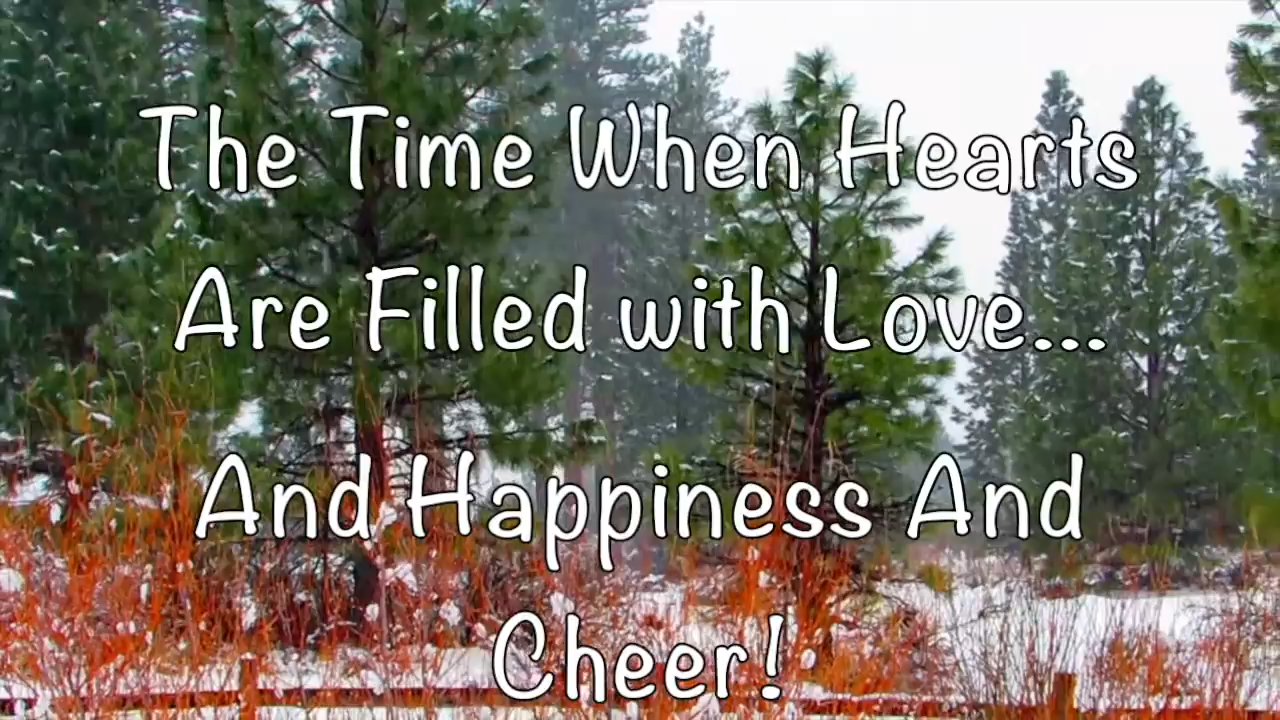 The Time When Hearts
Are Filled with Love...
And Happiness And
Cheer!